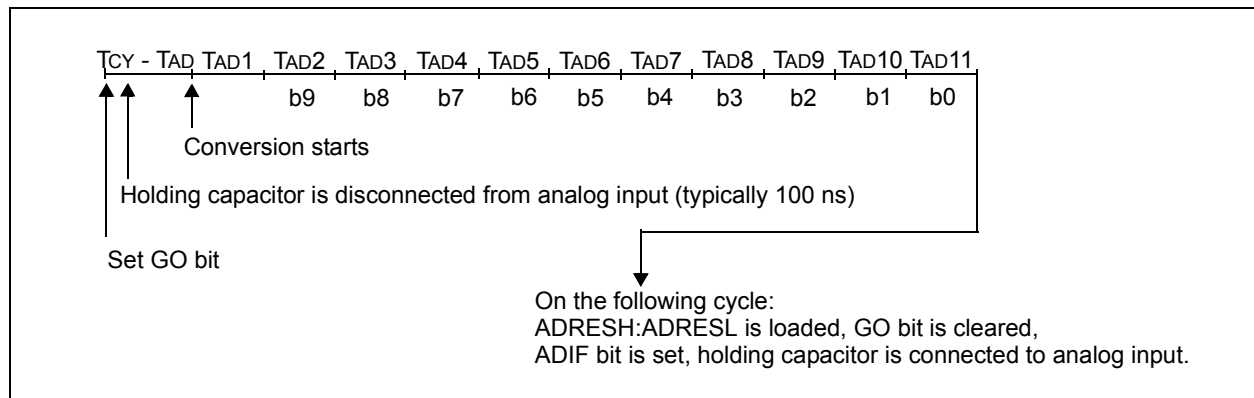 TCY - TAD TAD1 TAD2 TAD3 TAD4 TAD5 TAD6 TAD7 TAD8 TAD9 TAD10 TAD11
b9 b8 b7 b6 b5 b4 b3 b2 b1 b0
Conversion starts
Holding capacitor is disconnected from analog input (typically 100 ns)
Set GO bit
On the following cycle:
ADRESH:ADRESL is loaded, GO bit is cleared,
ADIF bit is set, holding capacitor is connected to analog input.